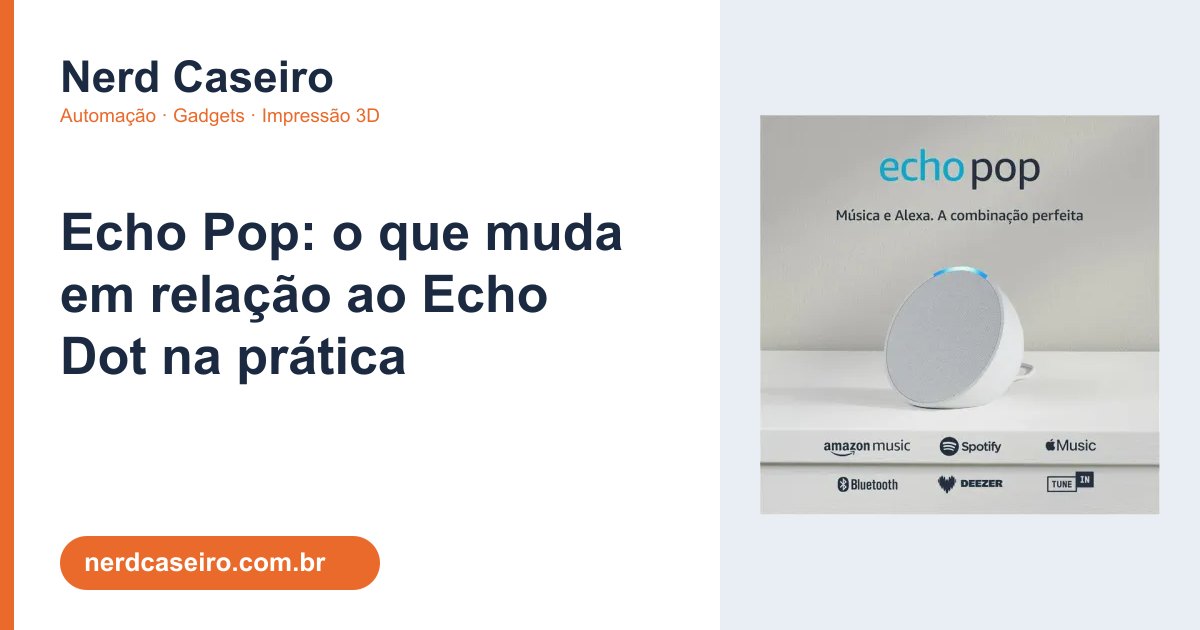 Nerd Caseiro
Automação · Gadgets · Impressão 3D
Echo Pop: o que muda
em relação ao Echo
Dot na prática
nerdcaseiro.com.br
echo pop
Música e Alexa. A combinação perfeita
amazon music
Spotify
Music
Bluetooth
DEEZER
TUNE IN